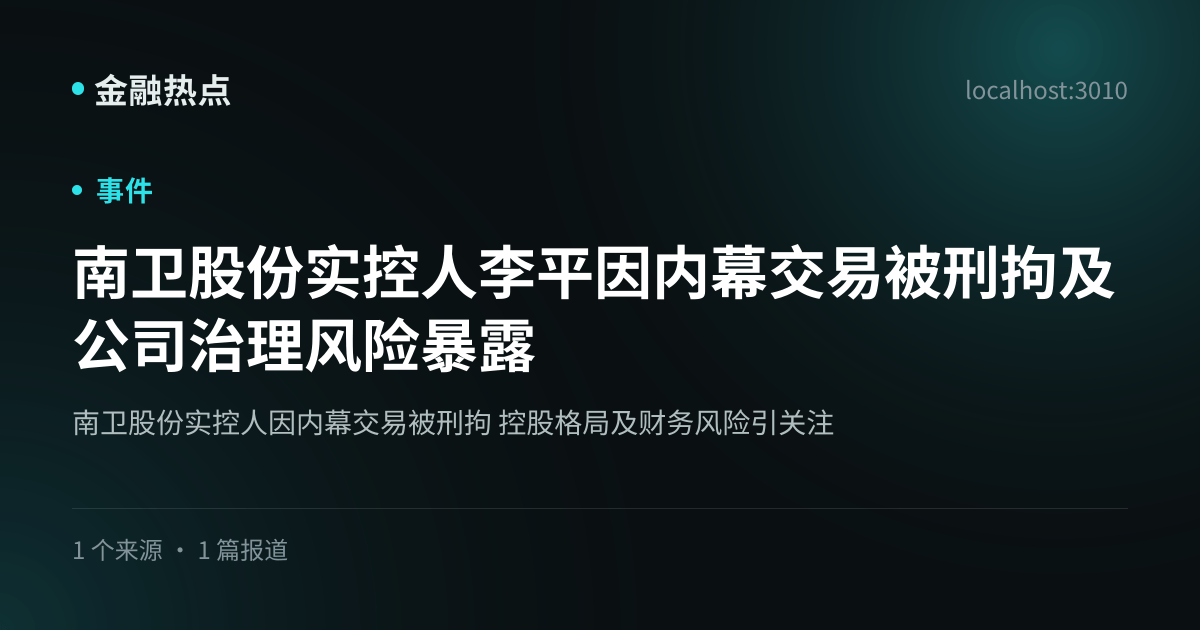 金融热点
localhost:3010
事件
南卫股份实控人李平因内幕交易被刑拘及
公司治理风险暴露
南卫股份实控人因内幕交易被刑拘 控股格局及财务风险引关注
1 个来源 · 1 篇报道